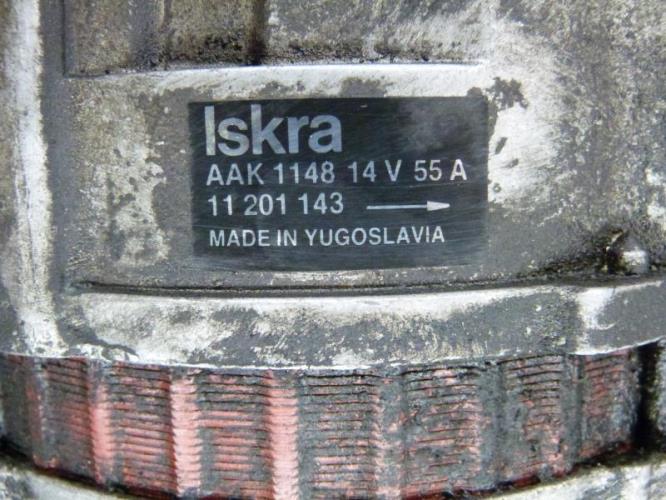 Iskra
AAK 1148 14 V 55 A
11 201 143 ⟶
MADE IN YUGOSLAVIA